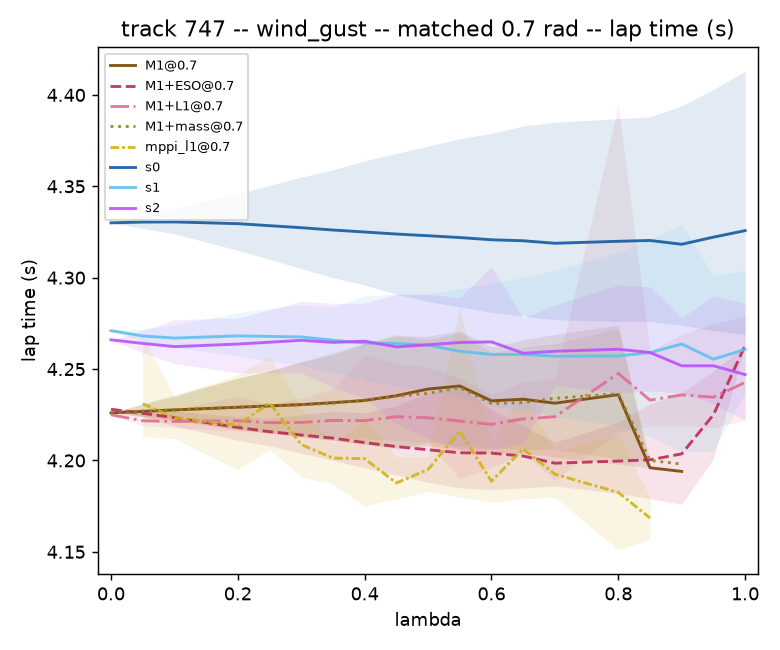 track 747 -- wind_gust -- matched 0.7 rad -- lap time (s)
M1@0.7
M1+ESO@0.7
M1+L1@0.7
M1+mass@0.7
mppi_l1@0.7
s0
s1
s2
lap time (s)
4.40
4.35
4.30
4.25
4.20
4.15
0.0 0.2 0.4 0.6 0.8 1.0
lambda